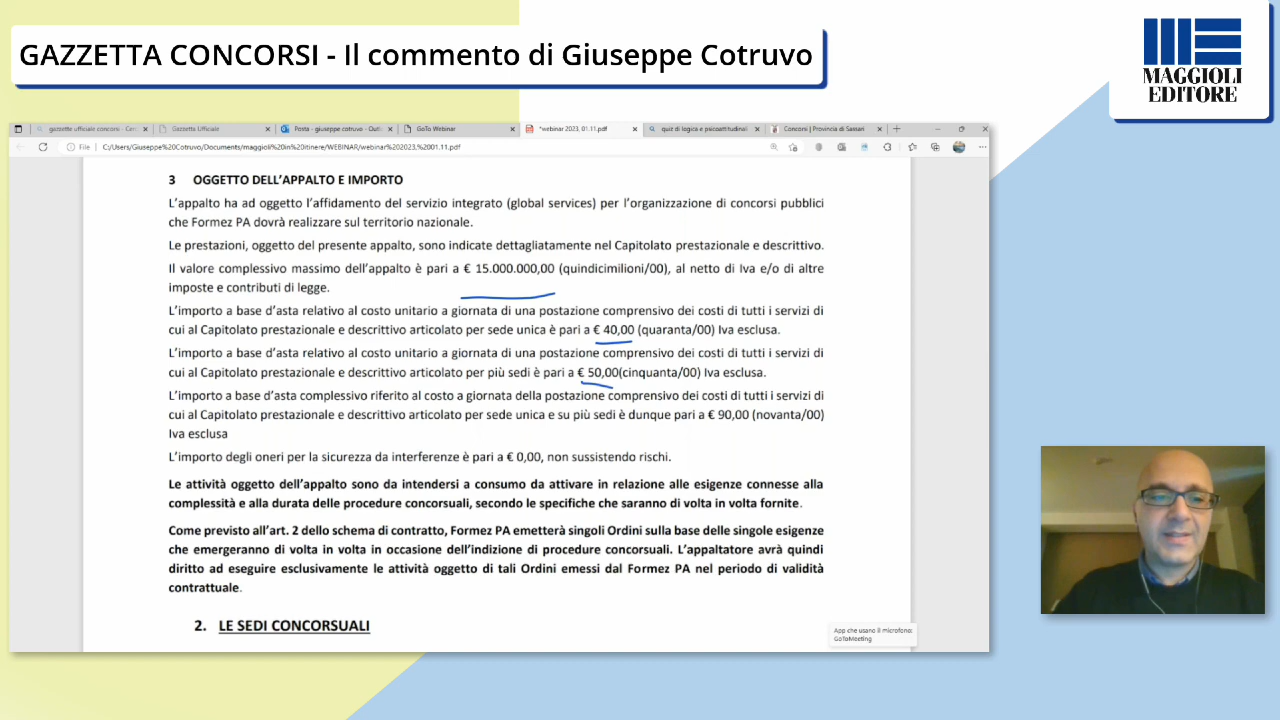 GAZZETTA CONCORSI - Il commento di Giuseppe Cotruvo
MAGGIOLI
EDITORE
gazzette ufficiale concorsi - Cerc
Gazzetta Ufficiale
Posta - giuseppe cotruvo - Outl
GoTo Webinar
*webinar 2023, 01.11.pdf
quiz di logica e psicoattitudinali
Concorsi | Provincia di Sassari
File
C:/Users/Giuseppe%20Cotruvo/Documents/maggioli%20in%20itinere/WEBINAR/webinar%202023,%2001.11.pdf
3 OGGETTO DELL'APPALTO E IMPORTO
L'appalto ha ad oggetto l'affidamento del servizio integrato (global services) per l'organizzazione di concorsi pubblici
che Formez PA dovrà realizzare sul territorio nazionale.
Le prestazioni, oggetto del presente appalto, sono indicate dettagliatamente nel Capitolato prestazionale e descrittivo.
Il valore complessivo massimo dell'appalto è pari a € 15.000.000,00 (quindicimilioni/00), al netto di Iva e/o di altre
imposte e contributi di legge.
L'importo a base d'asta relativo al costo unitario a giornata di una postazione comprensivo dei costi di tutti i servizi di
cui al Capitolato prestazionale e descrittivo articolato per sede unica è pari a € 40,00 (quaranta/00) Iva esclusa.
L'importo a base d'asta relativo al costo unitario a giornata di una postazione comprensivo dei costi di tutti i servizi di
cui al Capitolato prestazionale e descrittivo articolato per più sedi è pari a € 50,00(cinquanta/00) Iva esclusa.
L'importo a base d'asta complessivo riferito al costo a giornata della postazione comprensivo dei costi di tutti i servizi di
cui al Capitolato prestazionale e descrittivo articolato per sede unica e su più sedi è dunque pari a € 90,00 (novanta/00)
Iva esclusa
L'importo degli oneri per la sicurezza da interferenze è pari a € 0,00, non sussistendo rischi.
Le attività oggetto dell'appalto sono da intendersi a consumo da attivare in relazione alle esigenze connesse alla
complessità e alla durata delle procedure concorsuali, secondo le specifiche che saranno di volta in volta fornite.
Come previsto all'art. 2 dello schema di contratto, Formez PA emetterà singoli Ordini sulla base delle singole esigenze
che emergeranno di volta in volta in occasione dell'indizione di procedure concorsuali. L'appaltatore avrà quindi
diritto ad eseguire esclusivamente le attività oggetto di tali Ordini emessi dal Formez PA nel periodo di validità
contrattuale.
2. LE SEDI CONCORSUALI
App che usano il microfono:
GoToMeeting